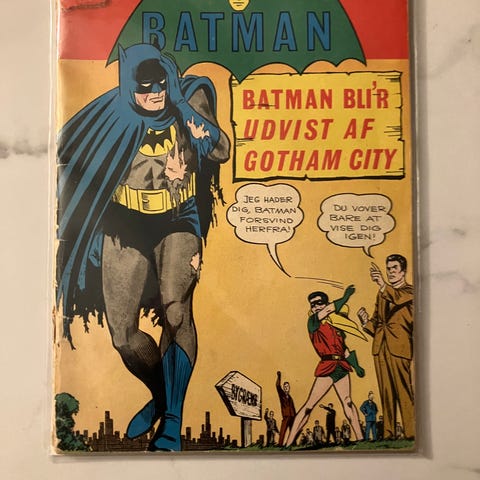 BATMAN
BATMAN BLI'R
UDVIST AF
GOTHAM CITY
JEG HADER
DIG, BATMAN
FORSVIND
HERFRA!
DU VOVER
BARE AT
VISE DIG
IGEN!